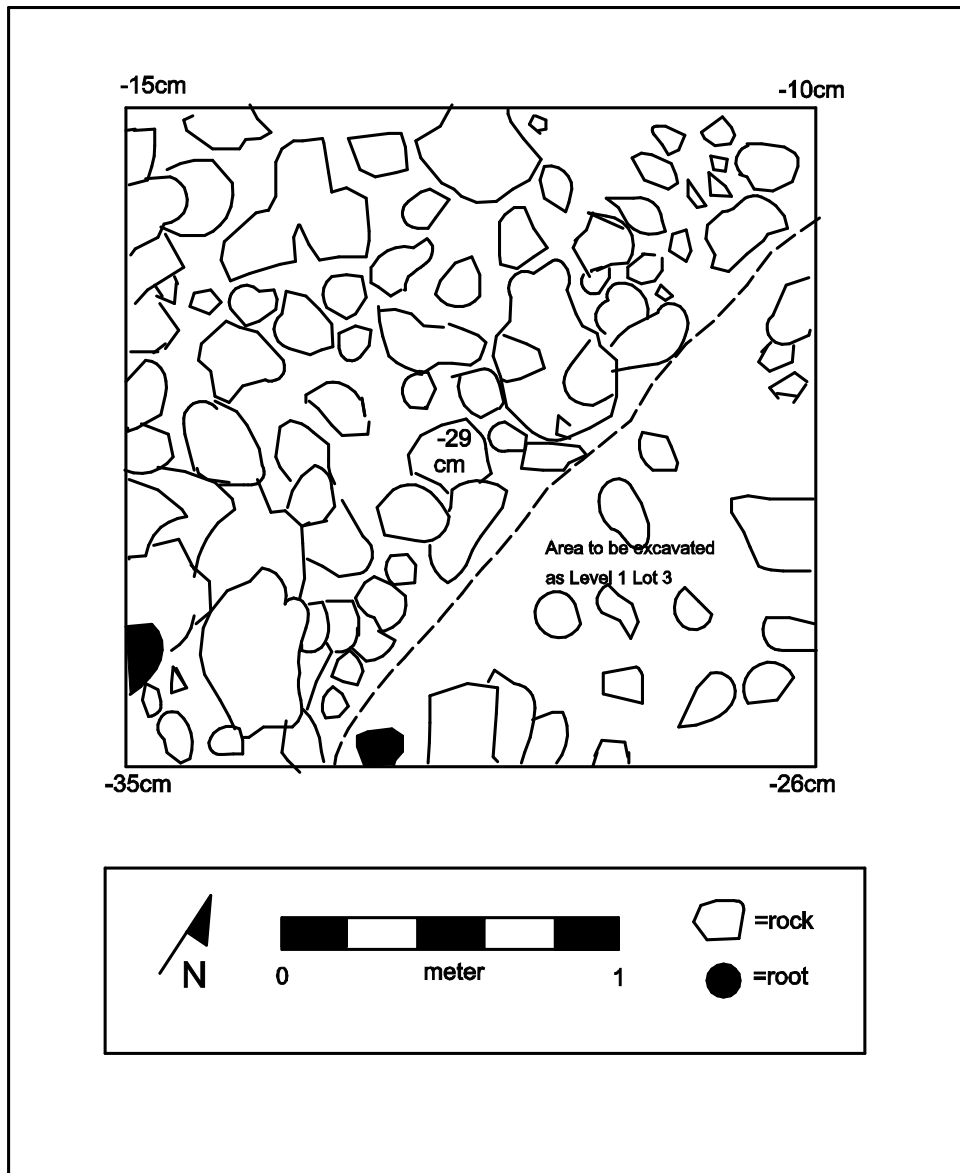 -15cm
-10cm
-29
cm
Area to be excavated
as Level 1 Lot 3
-35cm
-26cm
N
0
meter
1
=rock
=root